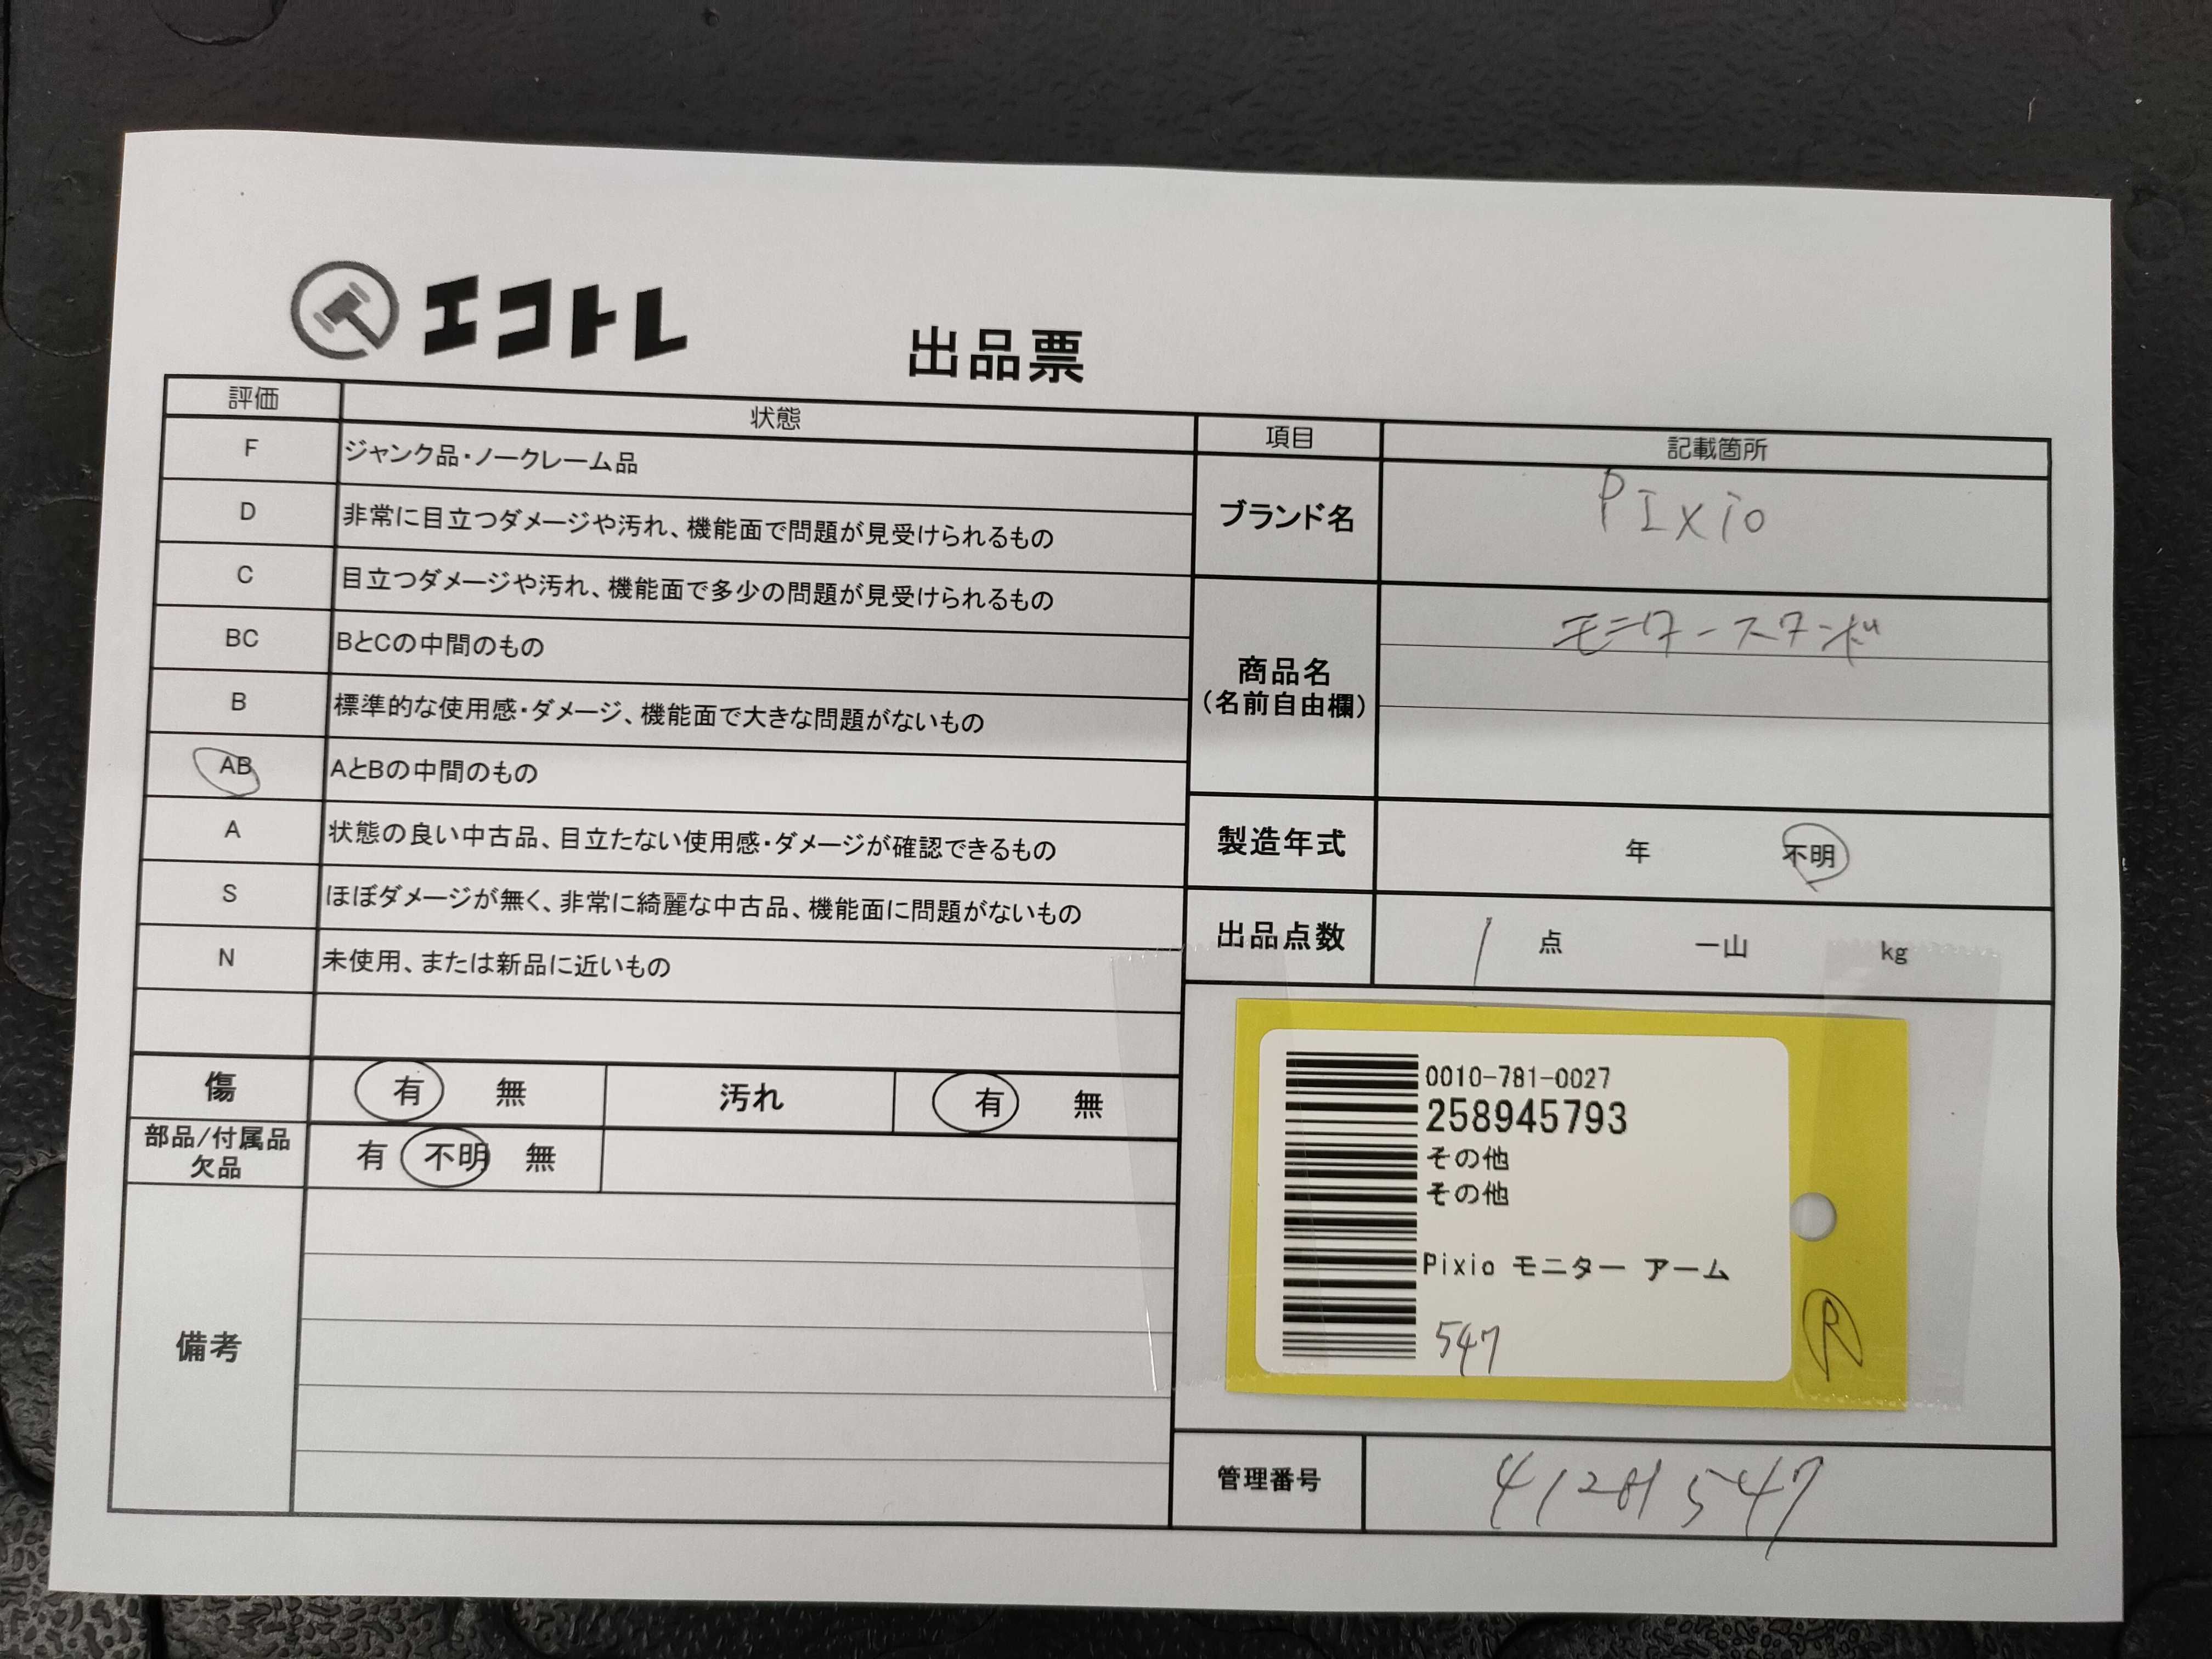 エコトレ
出品票
評価 状態
F ジャンク品・ノークレーム品
D 非常に目立つダメージや汚れ、機能面で問題が見受けられるもの
C 目立つダメージや汚れ、機能面で多少の問題が見受けられるもの
BC BとCの中間のもの
B 標準的な使用感・ダメージ、機能面で大きな問題がないもの
AB AとBの中間のもの
A 状態の良い中古品、目立たない使用感・ダメージが確認できるもの
S ほぼダメージが無く、非常に綺麗な中古品、機能面に問題がないもの
N 未使用、または新品に近いもの
傷 有 無 汚れ 有 無
部品/付属品
欠品 有 不明 無
備考
項目 記載箇所
ブランド名 PIxio
商品名
(名前自由欄)
モニタースタンド
製造年式 年 不明
出品点数 1 点 一山 kg
0010-781-0027
258945793
その他
その他
Pixio モニター アーム
547
R
管理番号